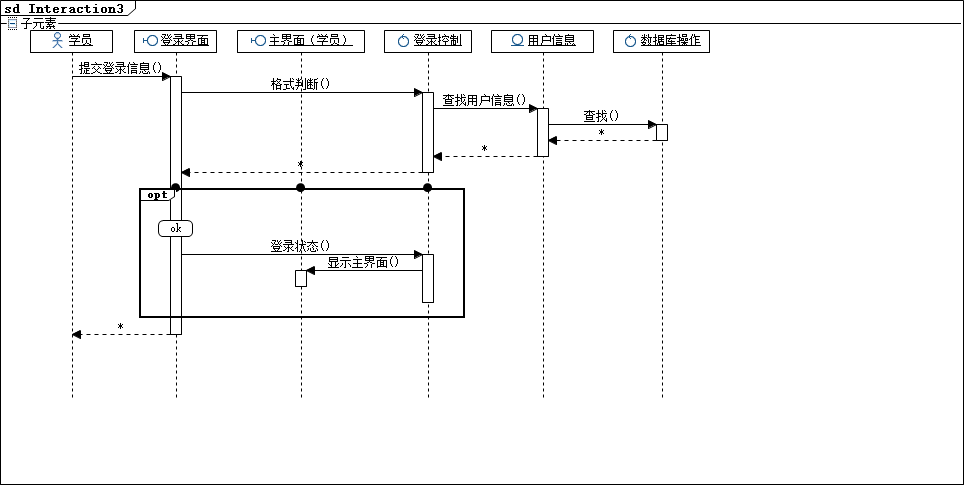 sd Interaction3
子元素
学员
登录界面
主界面（学员）
登录控制
用户信息
数据库操作
提交登录信息()
格式判断()
查找用户信息()
查找()
*
*
*
opt
ok
登录状态()
显示主界面()
*